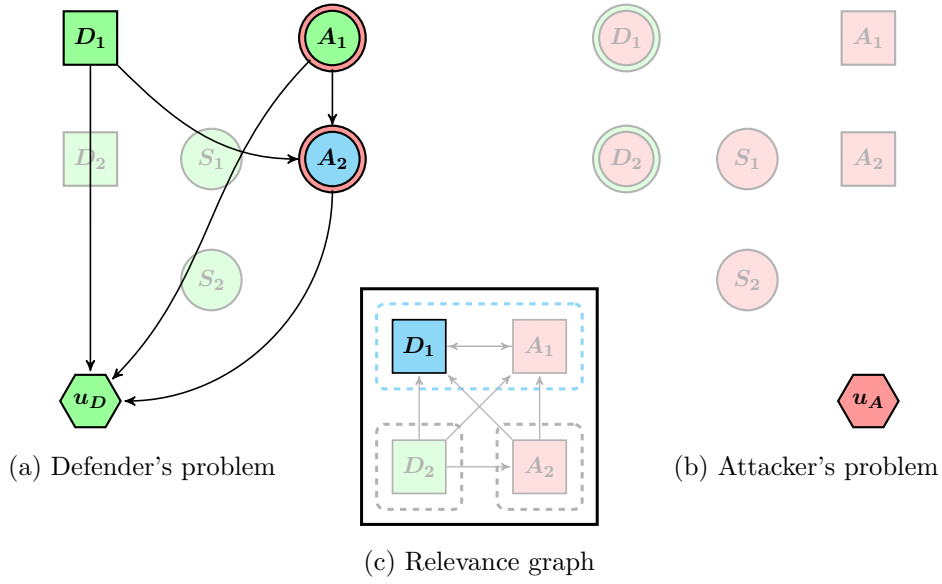 D₁ A₁ D₁ A₁
D₂ S₁ A₂ D₂ S₁ A₂
S₂ S₂
D₁ A₁
u_D u_A
D₂ A₂
(a) Defender's problem (b) Attacker's problem
(c) Relevance graph